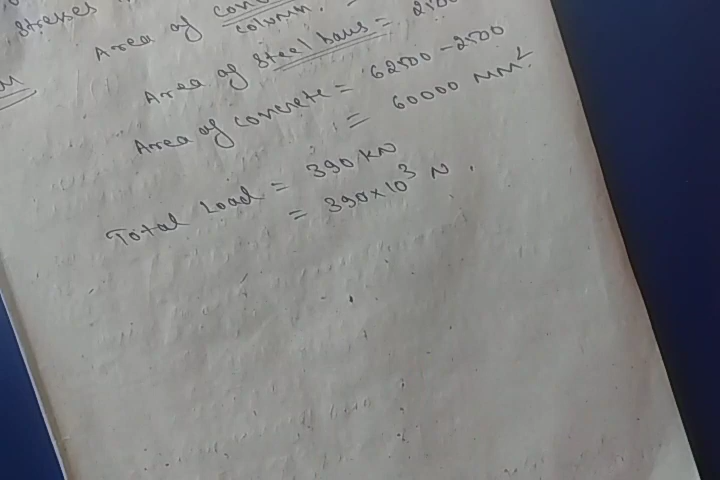 stresses
Area of
column. =
Area of Steel bars =
Area of concrete = 62500 - 2500
= 60000 MM².
Total Load = 390 KN
= 390×10³ N.